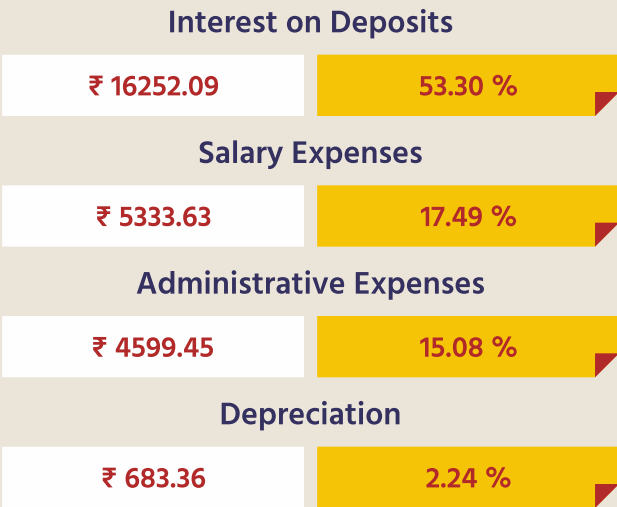 Interest on Deposits
₹ 16252.09 53.30 %
Salary Expenses
₹ 5333.63 17.49 %
Administrative Expenses
₹ 4599.45 15.08 %
Depreciation
₹ 683.36 2.24 %